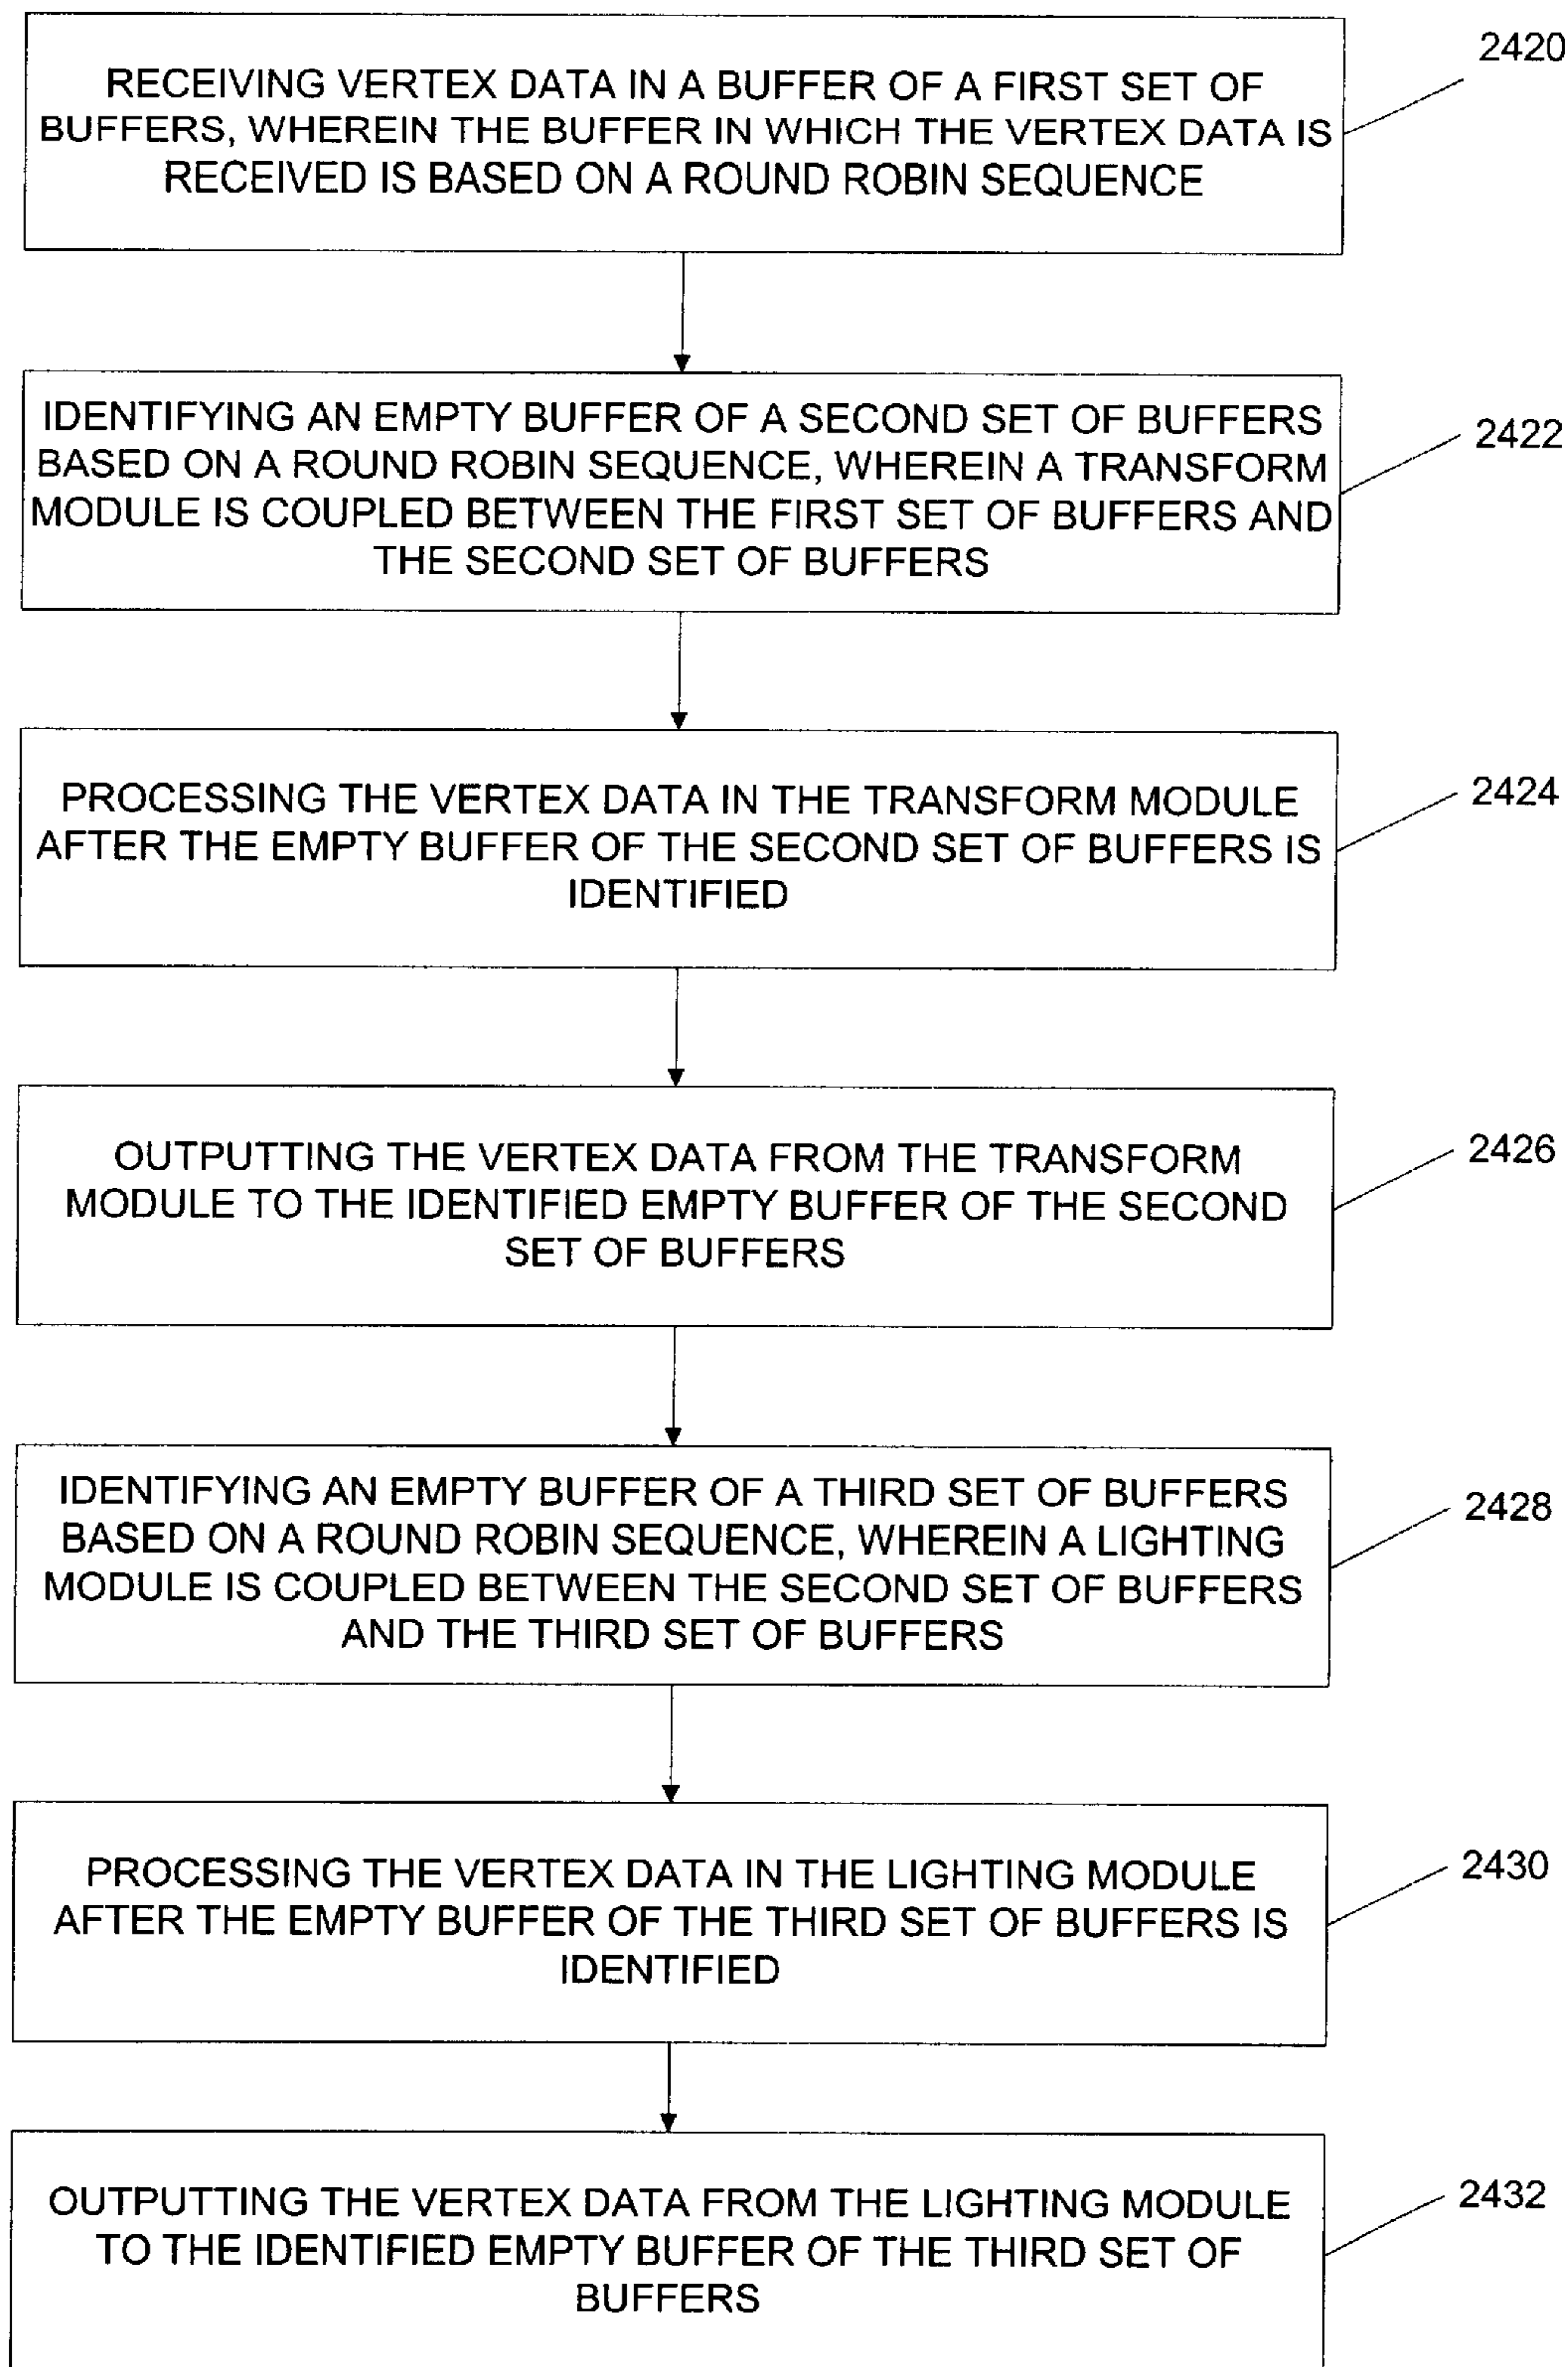 2420
RECEIVING VERTEX DATA IN A BUFFER OF A FIRST SET OF
BUFFERS, WHEREIN THE BUFFER IN WHICH THE VERTEX DATA IS
RECEIVED IS BASED ON A ROUND ROBIN SEQUENCE
2422
IDENTIFYING AN EMPTY BUFFER OF A SECOND SET OF BUFFERS
BASED ON A ROUND ROBIN SEQUENCE, WHEREIN A TRANSFORM
MODULE IS COUPLED BETWEEN THE FIRST SET OF BUFFERS AND
THE SECOND SET OF BUFFERS
2424
PROCESSING THE VERTEX DATA IN THE TRANSFORM MODULE
AFTER THE EMPTY BUFFER OF THE SECOND SET OF BUFFERS IS
IDENTIFIED
2426
OUTPUTTING THE VERTEX DATA FROM THE TRANSFORM
MODULE TO THE IDENTIFIED EMPTY BUFFER OF THE SECOND
SET OF BUFFERS
2428
IDENTIFYING AN EMPTY BUFFER OF A THIRD SET OF BUFFERS
BASED ON A ROUND ROBIN SEQUENCE, WHEREIN A LIGHTING
MODULE IS COUPLED BETWEEN THE SECOND SET OF BUFFERS
AND THE THIRD SET OF BUFFERS
2430
PROCESSING THE VERTEX DATA IN THE LIGHTING MODULE
AFTER THE EMPTY BUFFER OF THE THIRD SET OF BUFFERS IS
IDENTIFIED
2432
OUTPUTTING THE VERTEX DATA FROM THE LIGHTING MODULE
TO THE IDENTIFIED EMPTY BUFFER OF THE THIRD SET OF
BUFFERS